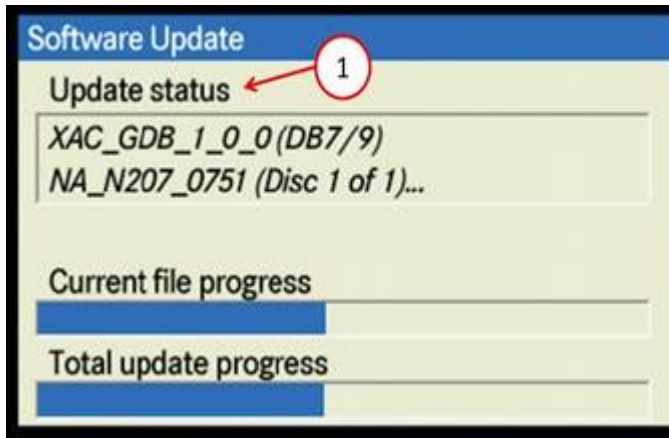 Software Update
1
Update status
XAC_GDB_1_0_0 (DB7/9)
NA_N207_0751 (Disc 1 of 1)...
Current file progress
Total update progress